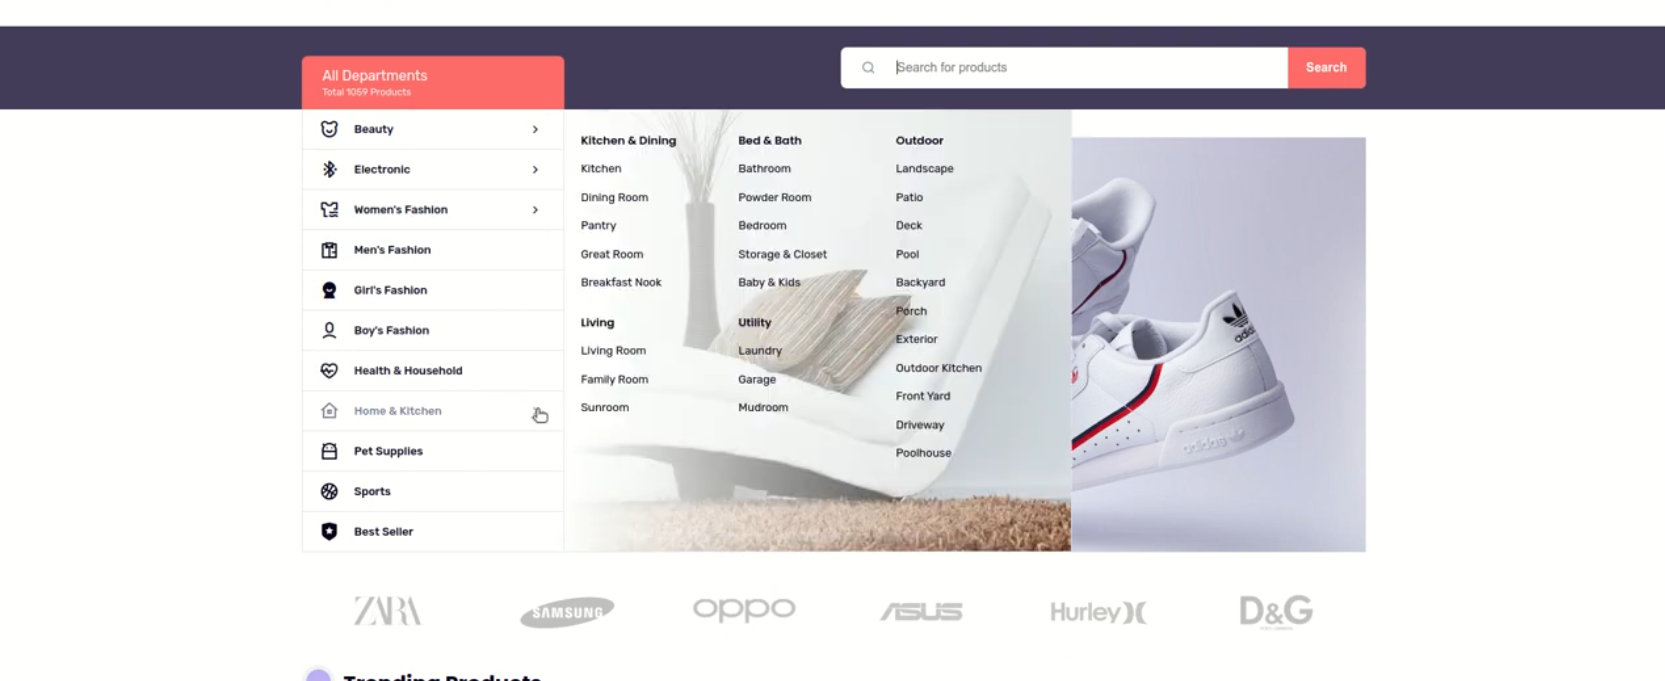 All Departments
Total 1059 Products
Search for products
Search
Beauty
Electronic
Women's Fashion
Men's Fashion
Girl's Fashion
Boy's Fashion
Health & Household
Home & Kitchen
Pet Supplies
Sports
Best Seller
Kitchen & Dining
Kitchen
Dining Room
Pantry
Great Room
Breakfast Nook
Living
Living Room
Family Room
Sunroom
Bed & Bath
Bathroom
Powder Room
Bedroom
Storage & Closet
Baby & Kids
Utility
Laundry
Garage
Mudroom
Outdoor
Landscape
Patio
Deck
Pool
Backyard
Porch
Exterior
Outdoor Kitchen
Front Yard
Driveway
Poolhouse
adidas
ZARA
SAMSUNG
oppo
ASUS
Hurley
D&G
Trending Products